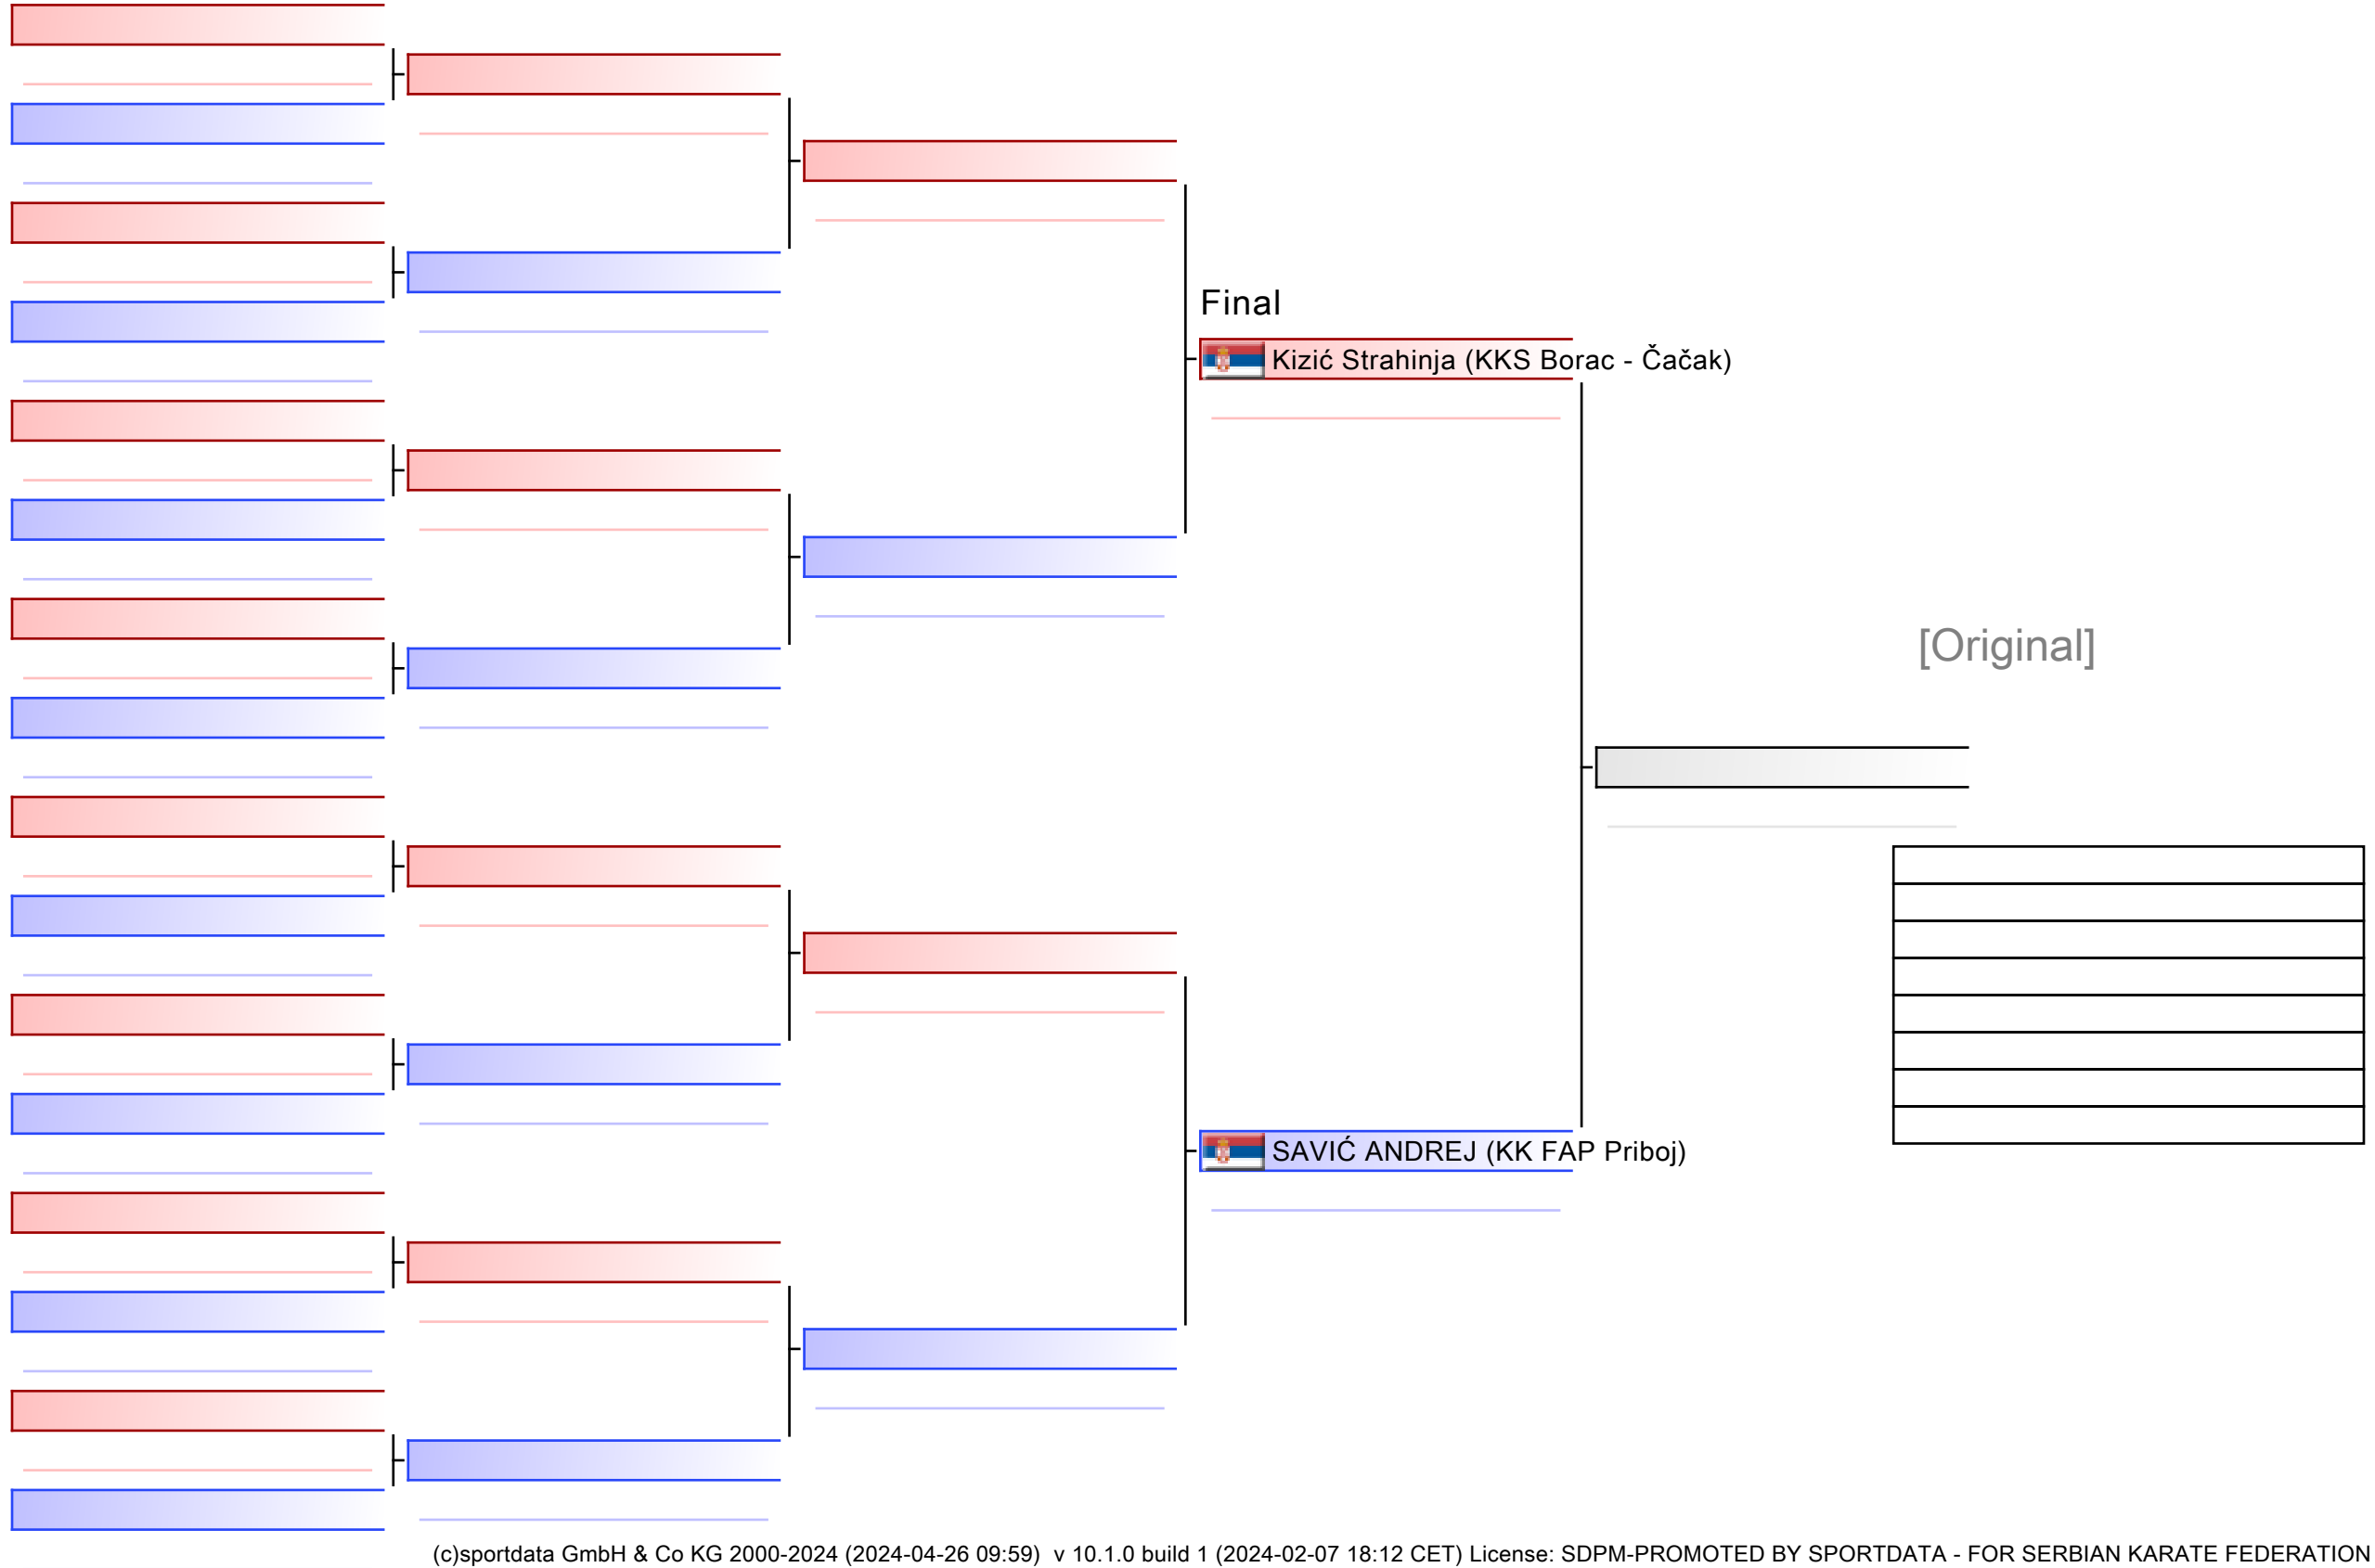 Final
Kizić Strahinja (KKS Borac - Čačak)
[Original]
SAVIĆ ANDREJ (KK FAP Priboj)
(c)sportdata GmbH & Co KG 2000-2024 (2024-04-26 09:59) v 10.1.0 build 1 (2024-02-07 18:12 CET) License: SDPM-PROMOTED BY SPORTDATA - FOR SERBIAN KARATE FEDERATION